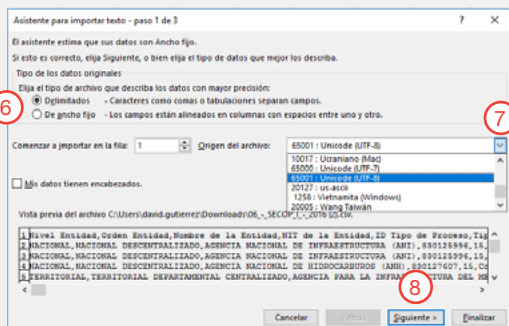 Asistente para importar texto - paso 1 de 3
? X
El asistente estima que sus datos son Ancho fijo.
Si esto es correcto, elija Siguiente, o bien elija el tipo de datos que mejor los describa.
Tipo de los datos originales
Elija el tipo de archivo que describa los datos con mayor precisión:
6
Delimitados - Caracteres como comas o tabulaciones separan campos.
De ancho fijo - Los campos están alineados en columnas con espacios entre uno y otro.
7
Comenzar a importar en la fila: 1 Origen del archivo: 65001 : Unicode (UTF-8)
10017 : Ucraniano (Mac)
65000 : Unicode (UTF-7)
65001 : Unicode (UTF-8)
20127 : us-ascii
1258 : Vietnamita (Windows)
20005 : Wang Taiwán
Mis datos tienen encabezados.
Vista previa del archivo C:\Users\david.gutierrez\Downloads\06_-_SECOP_I_-_2016 (2).csv.
1 Nivel Entidad,Orden Entidad,Nombre de la Entidad,NIT de la Entidad,ID Tipo de Proceso,Tip
2 NACIONAL,NACIONAL DESCENTRALIZADO,AGENCIA NACIONAL DE INFRAESTRUCTURA (ANI),830125996,15,
3 NACIONAL,NACIONAL DESCENTRALIZADO,AGENCIA NACIONAL DE INFRAESTRUCTURA (ANI),830125996,15,
4 NACIONAL,NACIONAL DESCENTRALIZADO,AGENCIA NACIONAL DE HIDROCARBUROS (ANH),830127607,15,Co
5 TERRITORIAL,TERRITORIAL DEPARTAMENTAL CENTRALIZADO,AGENCIA PARA LA INFRAESTRUCTURA DEL ME
8
Cancelar < Atrás Siguiente > Finalizar